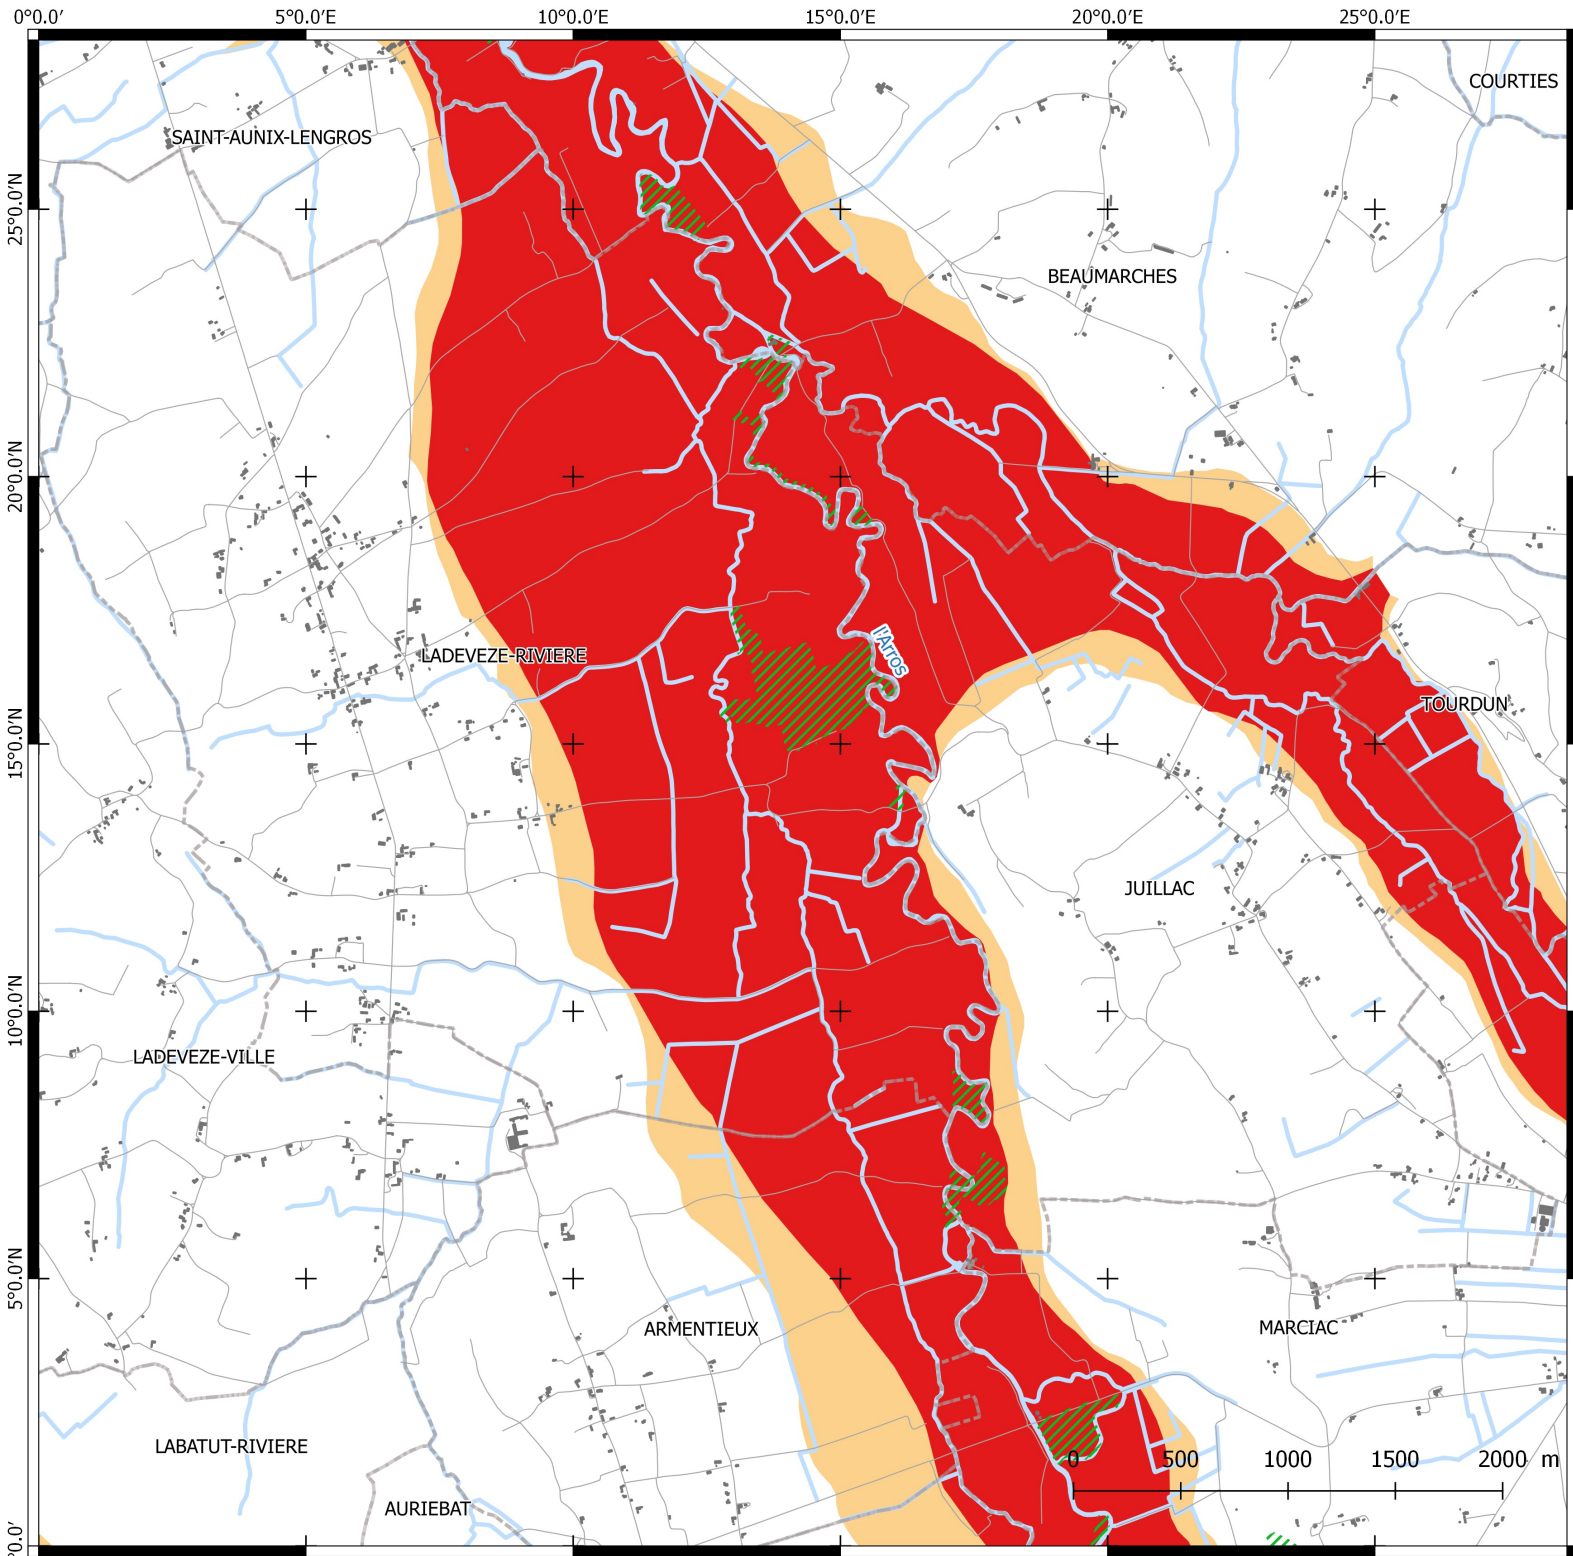 0°0.0′ 5°0.0′E 10°0.0′E 15°0.0′E 20°0.0′E 25°0.0′E
COURTIES
SAINT-AUNIX-LENGROS
25°0.0′N
BEAUMARCHES
20°0.0′N
l'Arros
LADEVEZE-RIVIERE
TOURDUN
15°0.0′N
JUILLAC
10°0.0′N
LADEVEZE-VILLE
5°0.0′N
ARMENTIEUX
MARCIAC
LABATUT-RIVIERE
0 500 1000 1500 2000 m
AURIEBAT
°0.0′